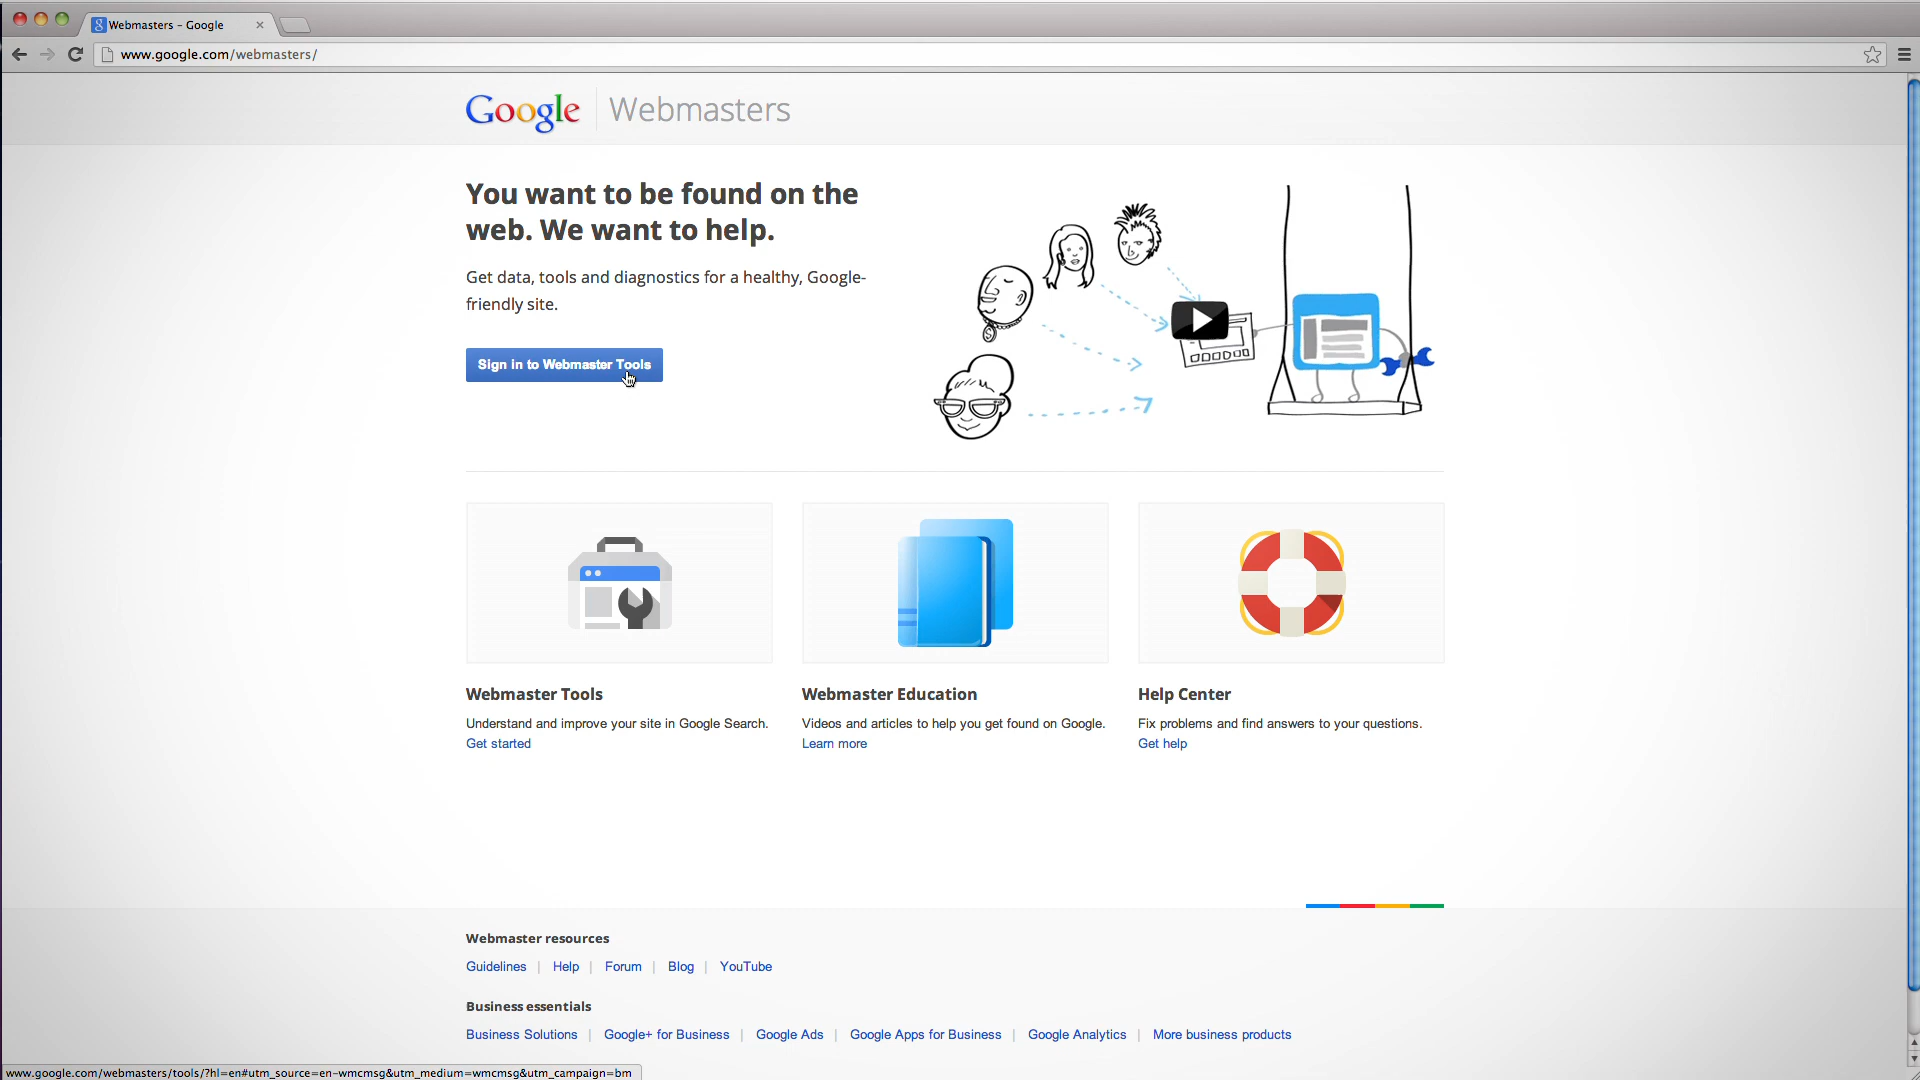 Webmasters – Google
www.google.com/webmasters/
Google Webmasters
You want to be found on the
web. We want to help.
Get data, tools and diagnostics for a healthy, Google-
friendly site.
Sign in to Webmaster Tools
Webmaster Tools
Understand and improve your site in Google Search.
Get started
Webmaster Education
Videos and articles to help you get found on Google.
Learn more
Help Center
Fix problems and find answers to your questions.
Get help
Webmaster resources
Guidelines | Help | Forum | Blog | YouTube
Business essentials
Business Solutions | Google+ for Business | Google Ads | Google Apps for Business | Google Analytics | More business products
www.google.com/webmasters/tools/?hl=en#utm_source=en-wmcmsg&utm_medium=wmcmsg&utm_campaign=bm